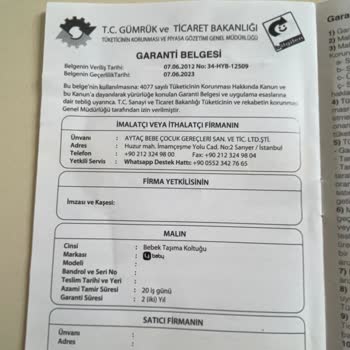 T.C. GÜMRÜK ve TİCARET BAKANLIĞI
TÜKETİCİNİN KORUNMASI VE PİYASA GÖZETİMİ GENEL MÜDÜRLÜĞÜ
GARANTİ BELGESİ
Belgenin Veriliş Tarihi: 07.06.2012 No: 34-HYB-12509
Belgenin Geçerlilik Tarihi: 07.06.2023
Bu belge'nin kullanılmasına: 4077 sayılı Tüketicinin Korunması Hakkında Kanun ve
bu Kanun'a dayanılarak yürürlüğe konulan Garanti Belgesi ve uygulama esaslarına
dair tebliğ uyarınca. T.C. Sanayi ve Ticaret Bakanlığı Tüketicinin ve rekabetin korunması
Genel Müdürlüğü tarafından izin verilmiştir.
İMALATÇI VEYA İTHALATÇI FİRMANIN
Ünvanı : AYTAÇ BEBE ÇOCUK GEREÇLERİ SAN. VE TİC. LTD.ŞTİ.
Adres : Huzur mah. İmamçeşme Yolu Cad. No:2 Sarıyer / İstanbul
Telefon : +90 212 324 98 00 Fax: +90 212 324 98 04
Yetkili Servis : Whatsapp Destek Hattı: +90 0552 342 76 65
FİRMA YETKİLİSİNİN
İmzası ve Kaşesi:
MALIN
Cinsi : Bebek Taşıma Koltuğu
Markası : baby
Modeli :
Bandrol ve Seri No :
Teslim Tarihi ve Yeri :
Azami Tamir Süresi : 20 iş günü
Garanti Süresi : 2 (iki) Yıl
SATICI FİRMANIN
Ünvanı :
Adres :